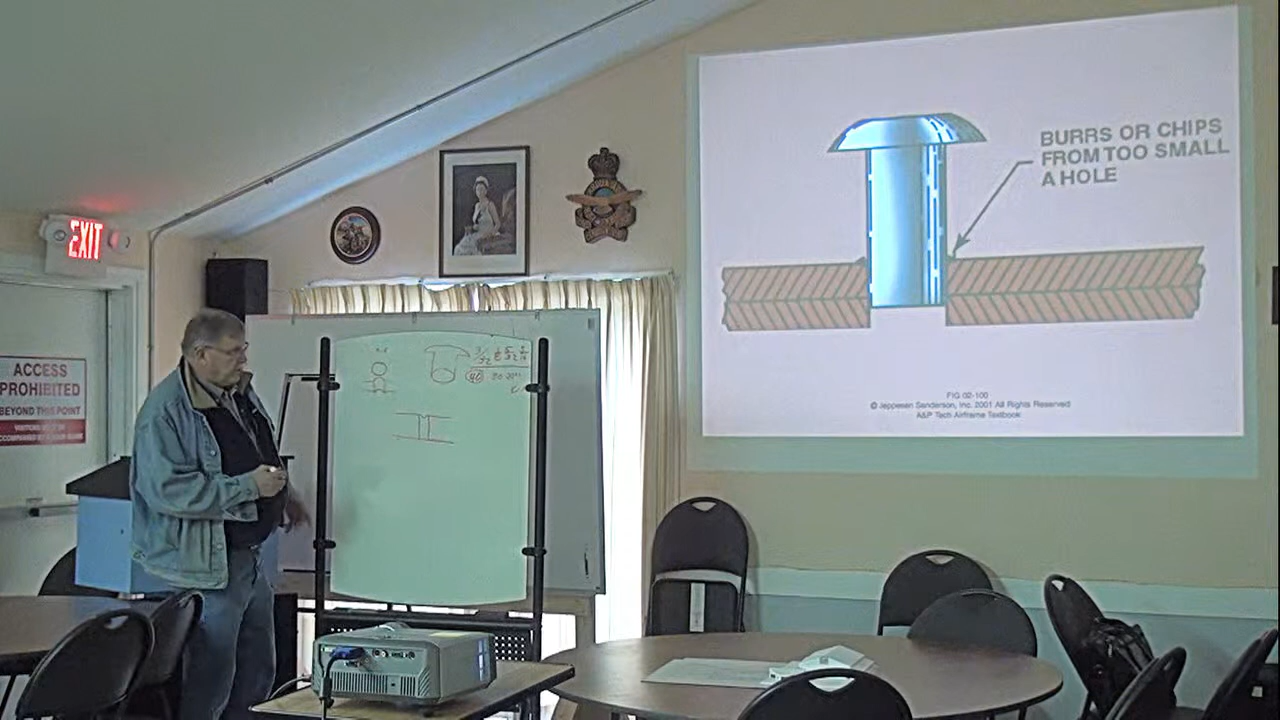 EXIT
ACCESS
PROHIBITED
BEYOND THIS POINT
BURRS OR CHIPS
FROM TOO SMALL
A HOLE
FIG 02-100
© Jeppesen Sanderson, Inc. 2001 All Rights Reserved
A&P Tech Airframe Textbook